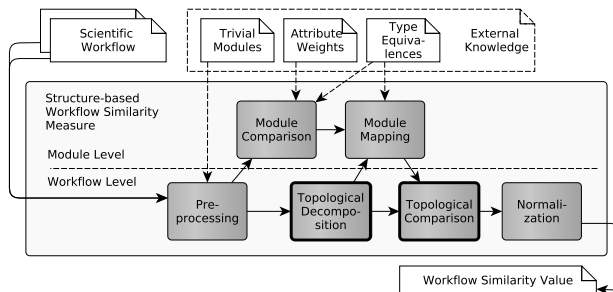 Scientific
Workflow
Trivial
Modules
Attribute
Weights
Type
Equiva-
lences
External
Knowledge
Structure-based
Workflow Similarity
Measure
Module
Comparison
Module
Mapping
Module Level
Workflow Level
Pre-
processing
Topological
Decompo-
sition
Topological
Comparison
Normali-
zation
Workflow Similarity Value